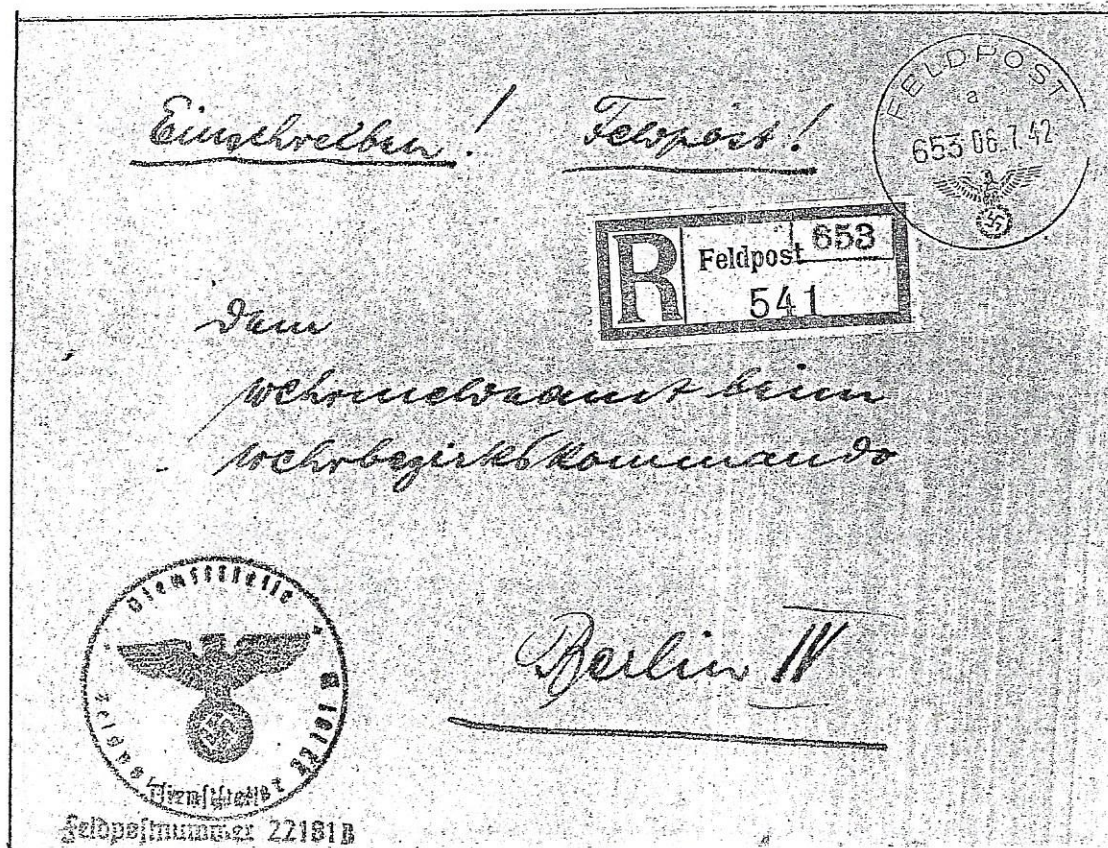 Einschreiben! Feldpost!
FELDPOST
a
653 06.7.42
R Feldpost 653
541
Dem
Wehrmeldeamt beim
Wehrbezirkskommando
Berlin IV
Dienststelle
Feldpostnummer 22181 B